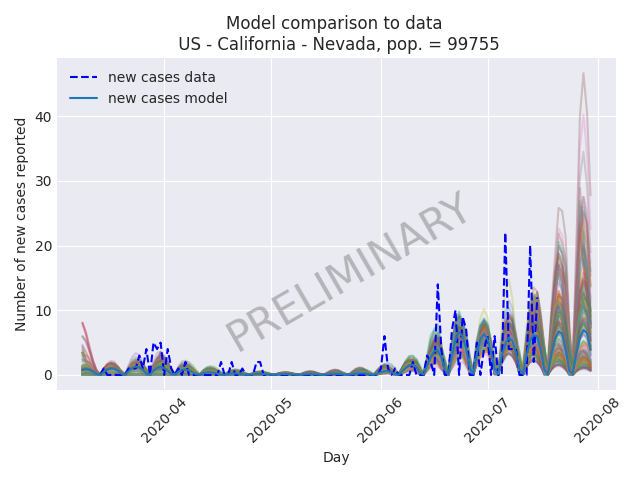 Model comparison to data
US - California - Nevada, pop. = 99755
new cases data
new cases model
Number of new cases reported
40
30
20
10
0
PRELIMINARY
2020-04
2020-05
2020-06
2020-07
2020-08
Day